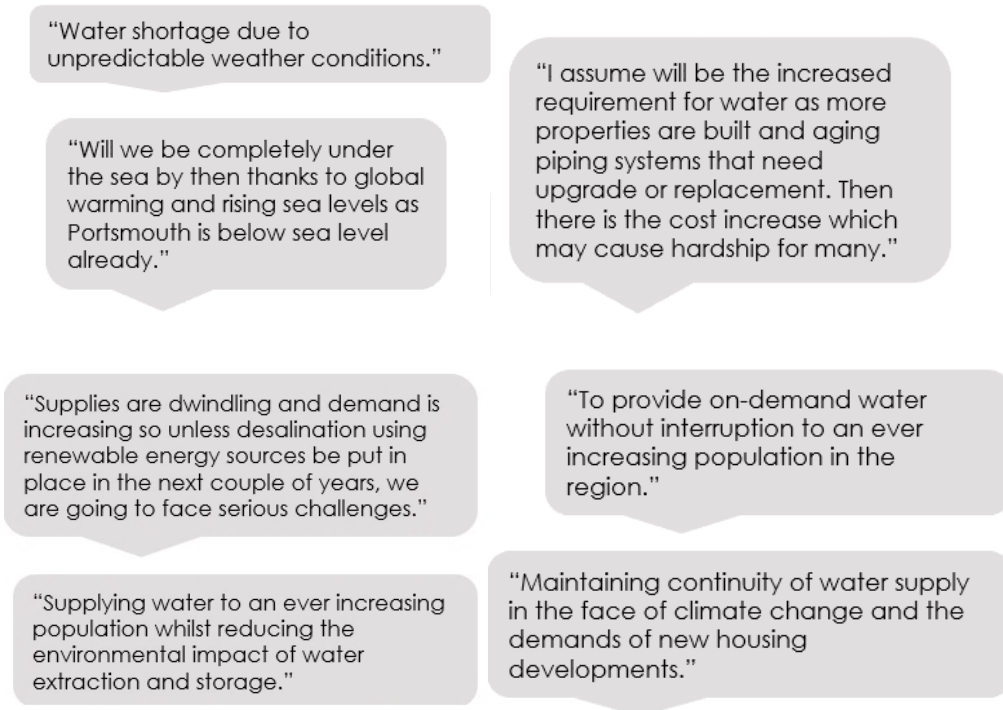 “Water shortage due to
unpredictable weather conditions.”
“I assume will be the increased
requirement for water as more
properties are built and aging
piping systems that need
upgrade or replacement. Then
there is the cost increase which
may cause hardship for many.”
“Will we be completely under
the sea by then thanks to global
warming and rising sea levels as
Portsmouth is below sea level
already.”
“Supplies are dwindling and demand is
increasing so unless desalination using
renewable energy sources be put in
place in the next couple of years, we
are going to face serious challenges.”
“To provide on-demand water
without interruption to an ever
increasing population in the
region.”
“Supplying water to an ever increasing
population whilst reducing the
environmental impact of water
extraction and storage.”
“Maintaining continuity of water supply
in the face of climate change and the
demands of new housing
developments.”